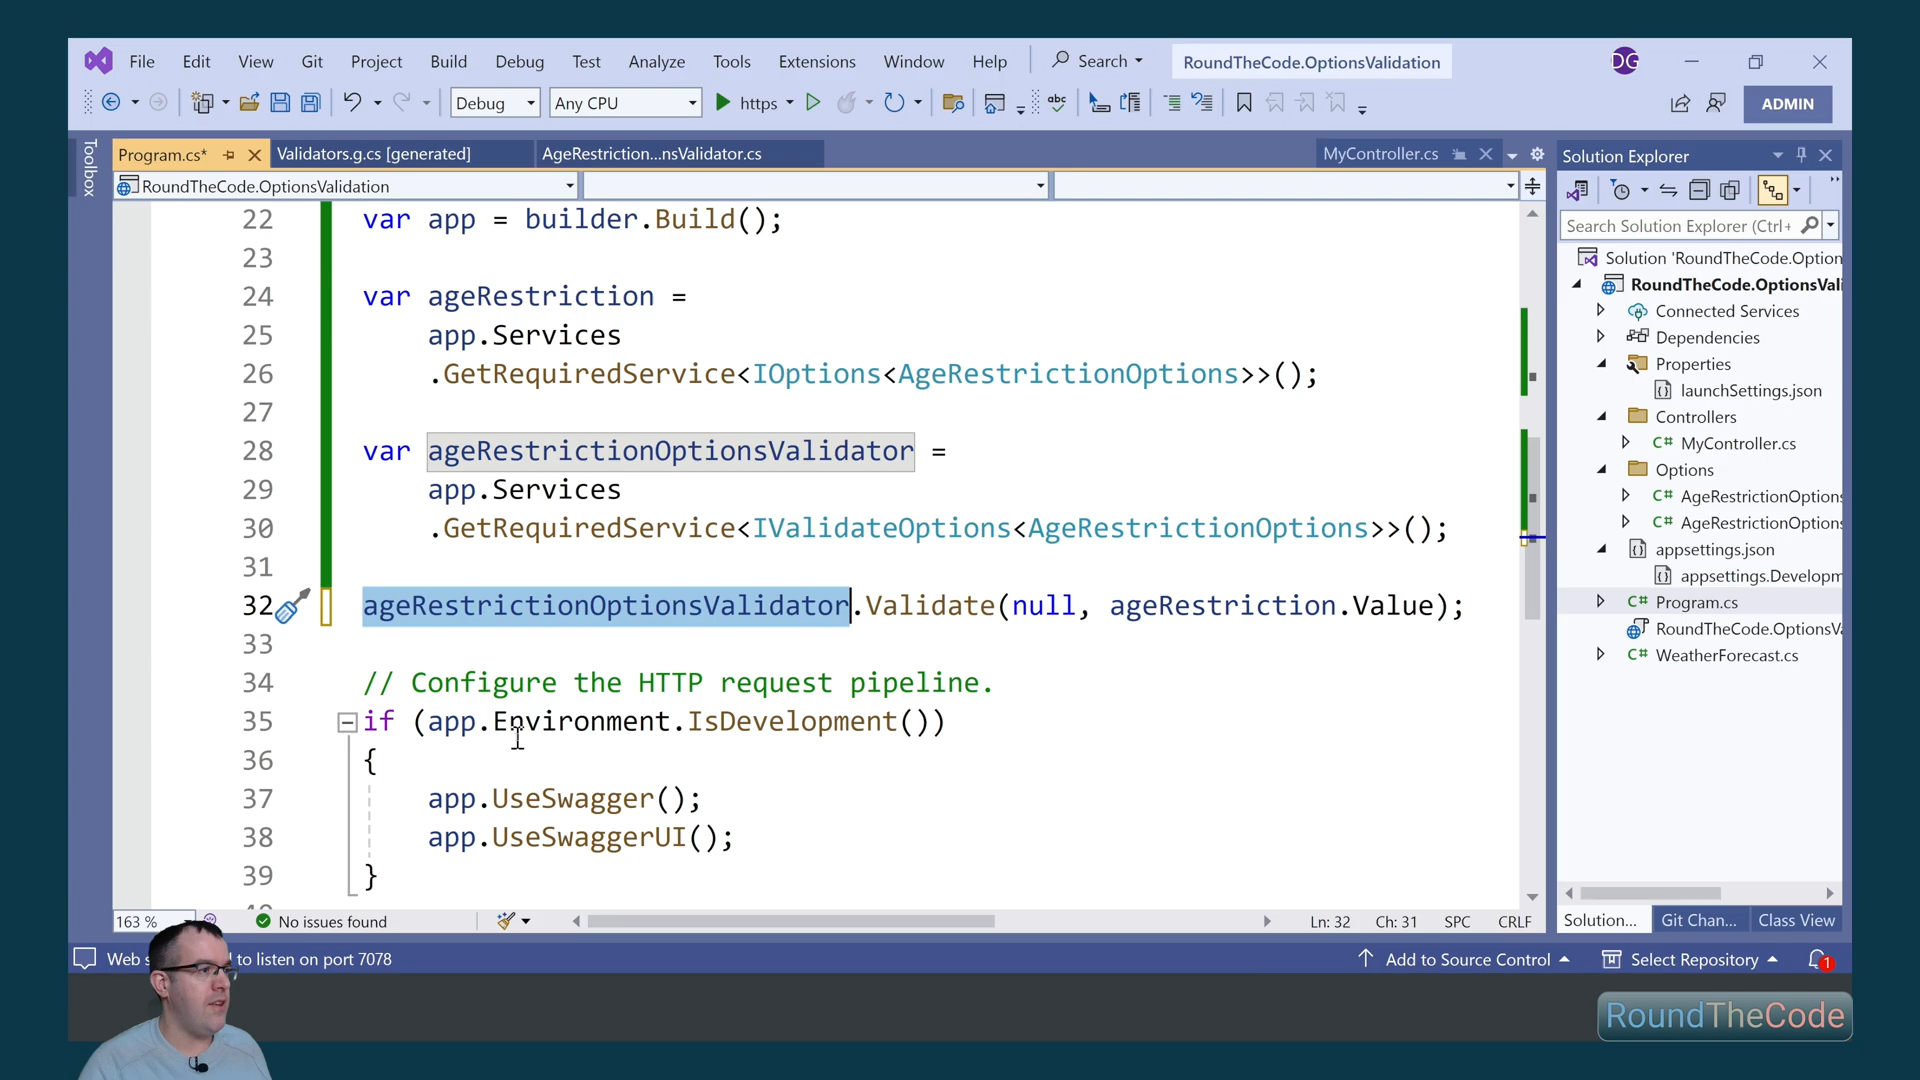 File Edit View Git Project Build Debug Test Analyze Tools Extensions Window Help Search RoundTheCode.OptionsValidation DG
Debug Any CPU https abc ADMIN
Toolbox
Program.cs* Validators.g.cs [generated] AgeRestriction...nsValidator.cs MyController.cs
RoundTheCode.OptionsValidation
22 var app = builder.Build();
23
24 var ageRestriction =
25 app.Services
26 .GetRequiredService<IOptions<AgeRestrictionOptions>>();
27
28 var ageRestrictionOptionsValidator =
29 app.Services
30 .GetRequiredService<IValidateOptions<AgeRestrictionOptions>>();
31
32 ageRestrictionOptionsValidator.Validate(null, ageRestriction.Value);
33
34 // Configure the HTTP request pipeline.
35 if (app.Environment.IsDevelopment())
36 {
37 app.UseSwagger();
38 app.UseSwaggerUI();
39 }
163 % No issues found Ln: 32 Ch: 31 SPC CRLF
Solution Explorer
Search Solution Explorer (Ctrl+
Solution 'RoundTheCode.Option
RoundTheCode.OptionsVali
Connected Services
Dependencies
Properties
launchSettings.json
Controllers
C# MyController.cs
Options
C# AgeRestrictionOptions
C# AgeRestrictionOptions
appsettings.json
appsettings.Developm
C# Program.cs
RoundTheCode.OptionsVa
C# WeatherForecast.cs
Solution... Git Chan... Class View
Web s to listen on port 7078 Add to Source Control Select Repository 1
RoundTheCode